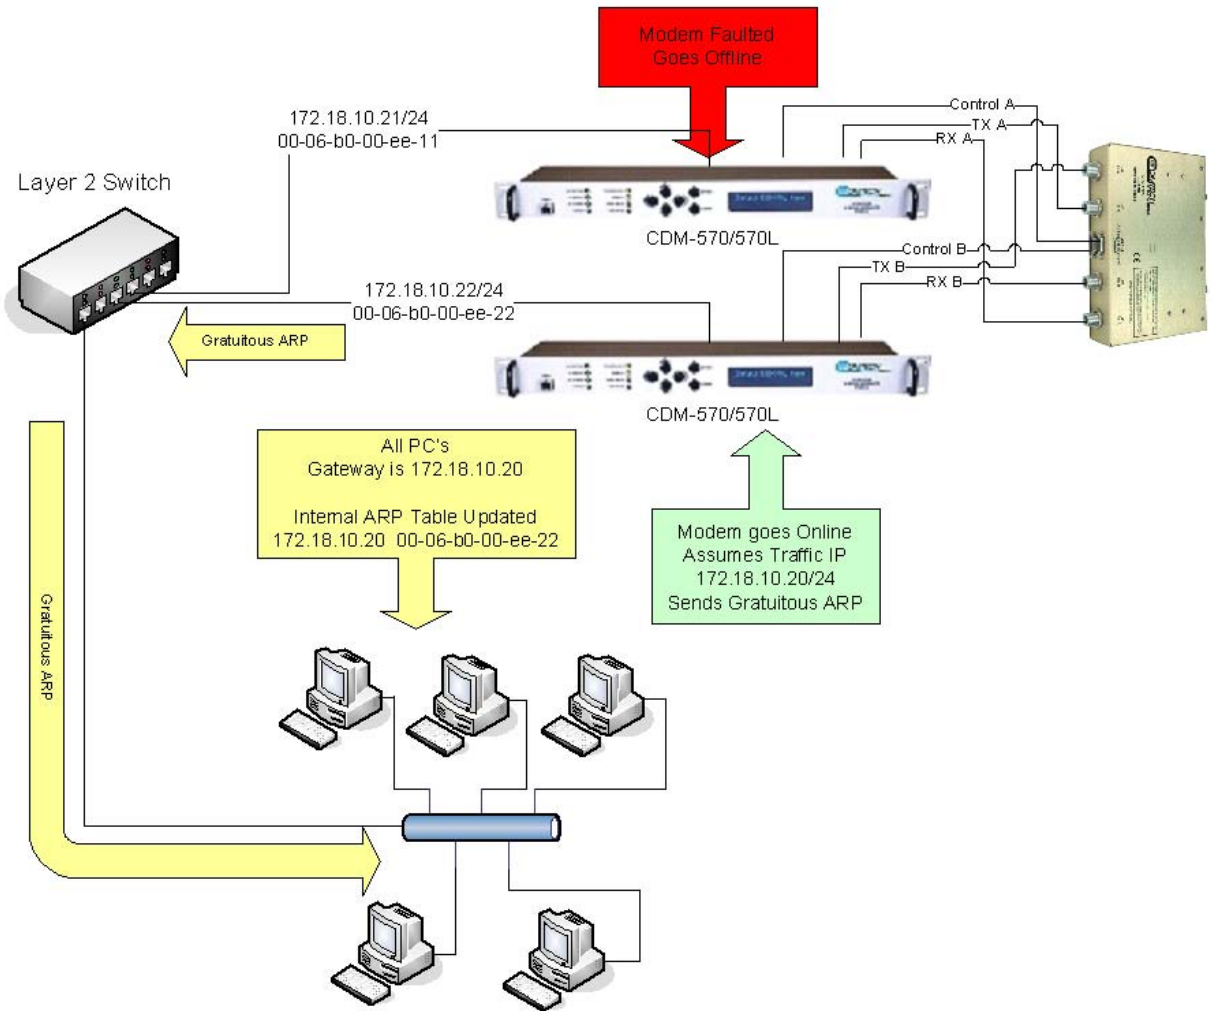 Modem Faulted
Goes Offline
172.18.10.21/24
00-06-b0-00-ee-11
Control A
TX A
RX A
Layer 2 Switch
CDM-570/570L
Control B
TX B
RX B
172.18.10.22/24
00-06-b0-00-ee-22
Gratuitous ARP
CDM-570/570L
All PC's
Gateway is 172.18.10.20
Internal ARP Table Updated
172.18.10.20 00-06-b0-00-ee-22
Modem goes Online
Assumes Traffic IP
172.18.10.20/24
Sends Gratuitous ARP
Gratuitous ARP